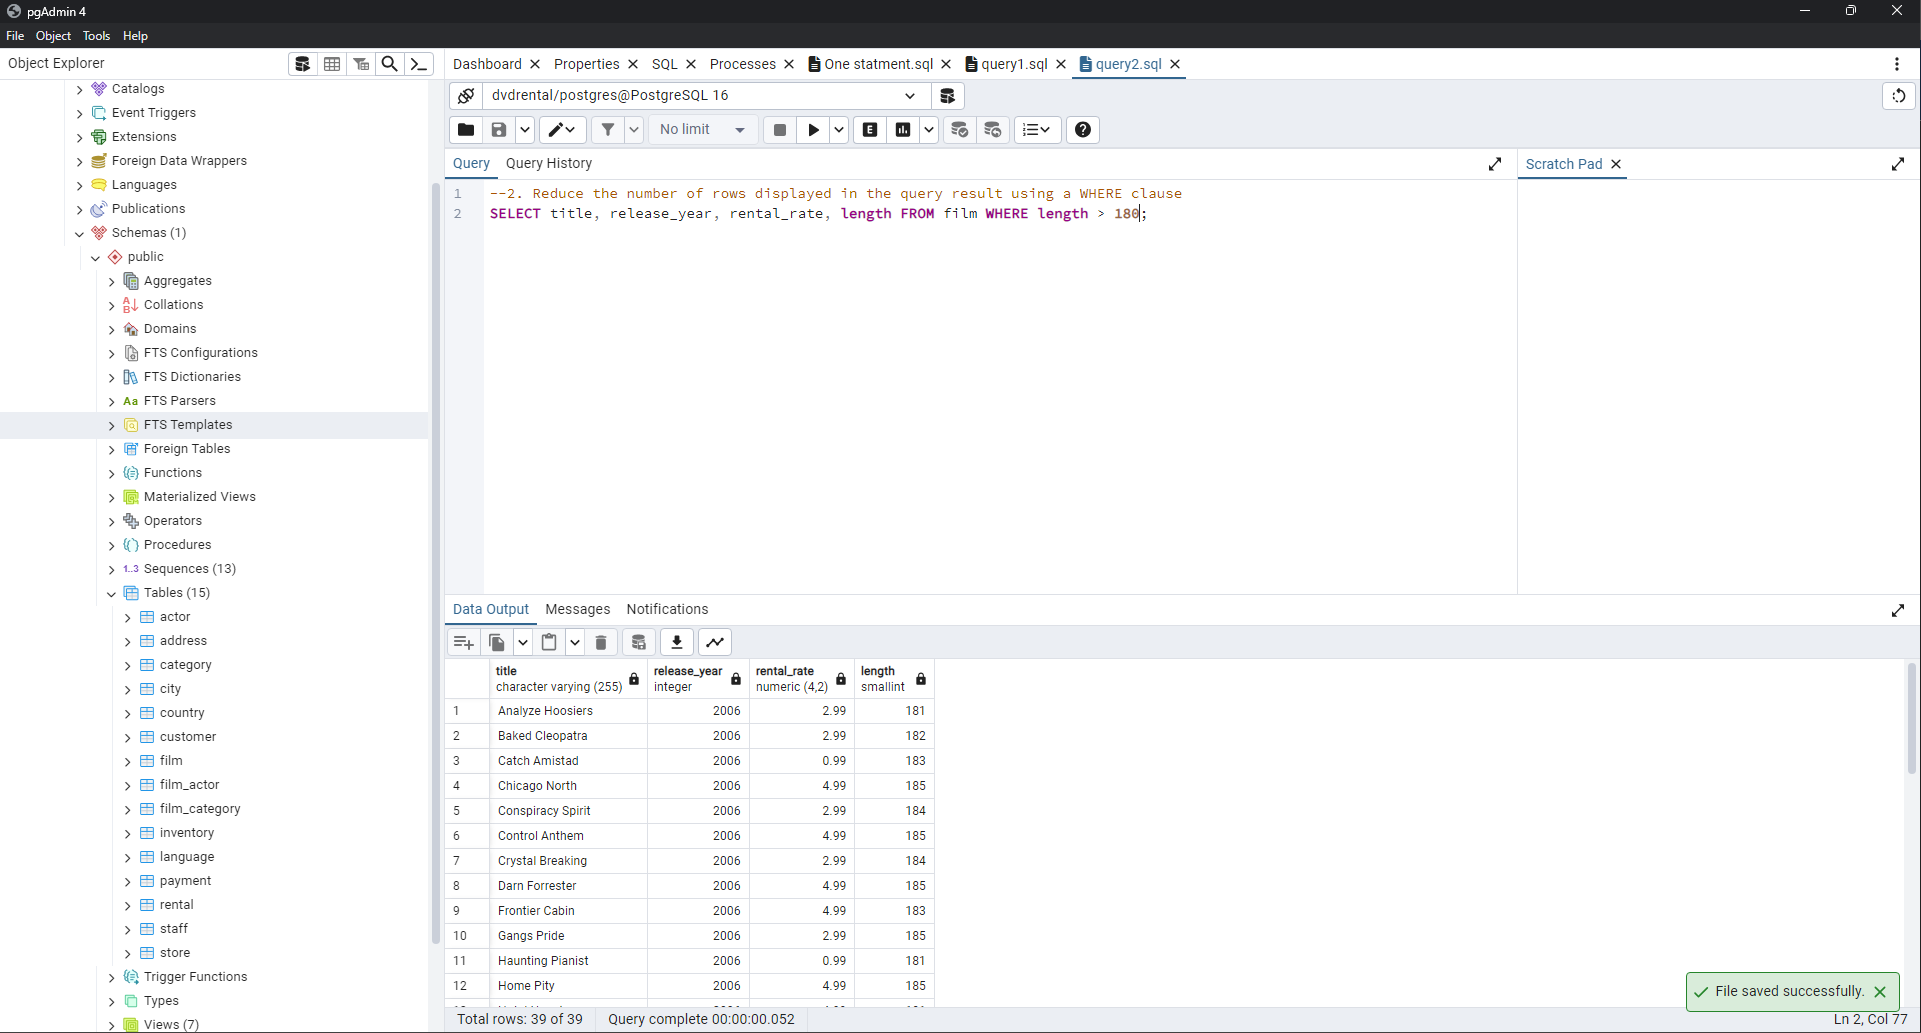 pgAdmin 4
File Object Tools Help
Object Explorer
Dashboard Properties SQL Processes One statment.sql query1.sql query2.sql
dvdrental/postgres@PostgreSQL 16
No limit
E
Query Query History
Scratch Pad
1 --2. Reduce the number of rows displayed in the query result using a WHERE clause
2 SELECT title, release_year, rental_rate, length FROM film WHERE length > 180;
Catalogs
Event Triggers
Extensions
Foreign Data Wrappers
Languages
Publications
Schemas (1)
public
Aggregates
Collations
Domains
FTS Configurations
FTS Dictionaries
Aa FTS Parsers
FTS Templates
Foreign Tables
Functions
Materialized Views
Operators
Procedures
1..3 Sequences (13)
Tables (15)
actor
address
category
city
country
customer
film
film_actor
film_category
inventory
language
payment
rental
staff
store
Trigger Functions
Types
Views (7)
Data Output Messages Notifications
title release_year rental_rate length
character varying (255) integer numeric (4,2) smallint
1 Analyze Hoosiers 2006 2.99 181
2 Baked Cleopatra 2006 2.99 182
3 Catch Amistad 2006 0.99 183
4 Chicago North 2006 4.99 185
5 Conspiracy Spirit 2006 2.99 184
6 Control Anthem 2006 4.99 185
7 Crystal Breaking 2006 2.99 184
8 Darn Forrester 2006 4.99 185
9 Frontier Cabin 2006 4.99 183
10 Gangs Pride 2006 2.99 185
11 Haunting Pianist 2006 0.99 181
12 Home Pity 2006 4.99 185
File saved successfully.
Total rows: 39 of 39 Query complete 00:00:00.052 Ln 2, Col 77